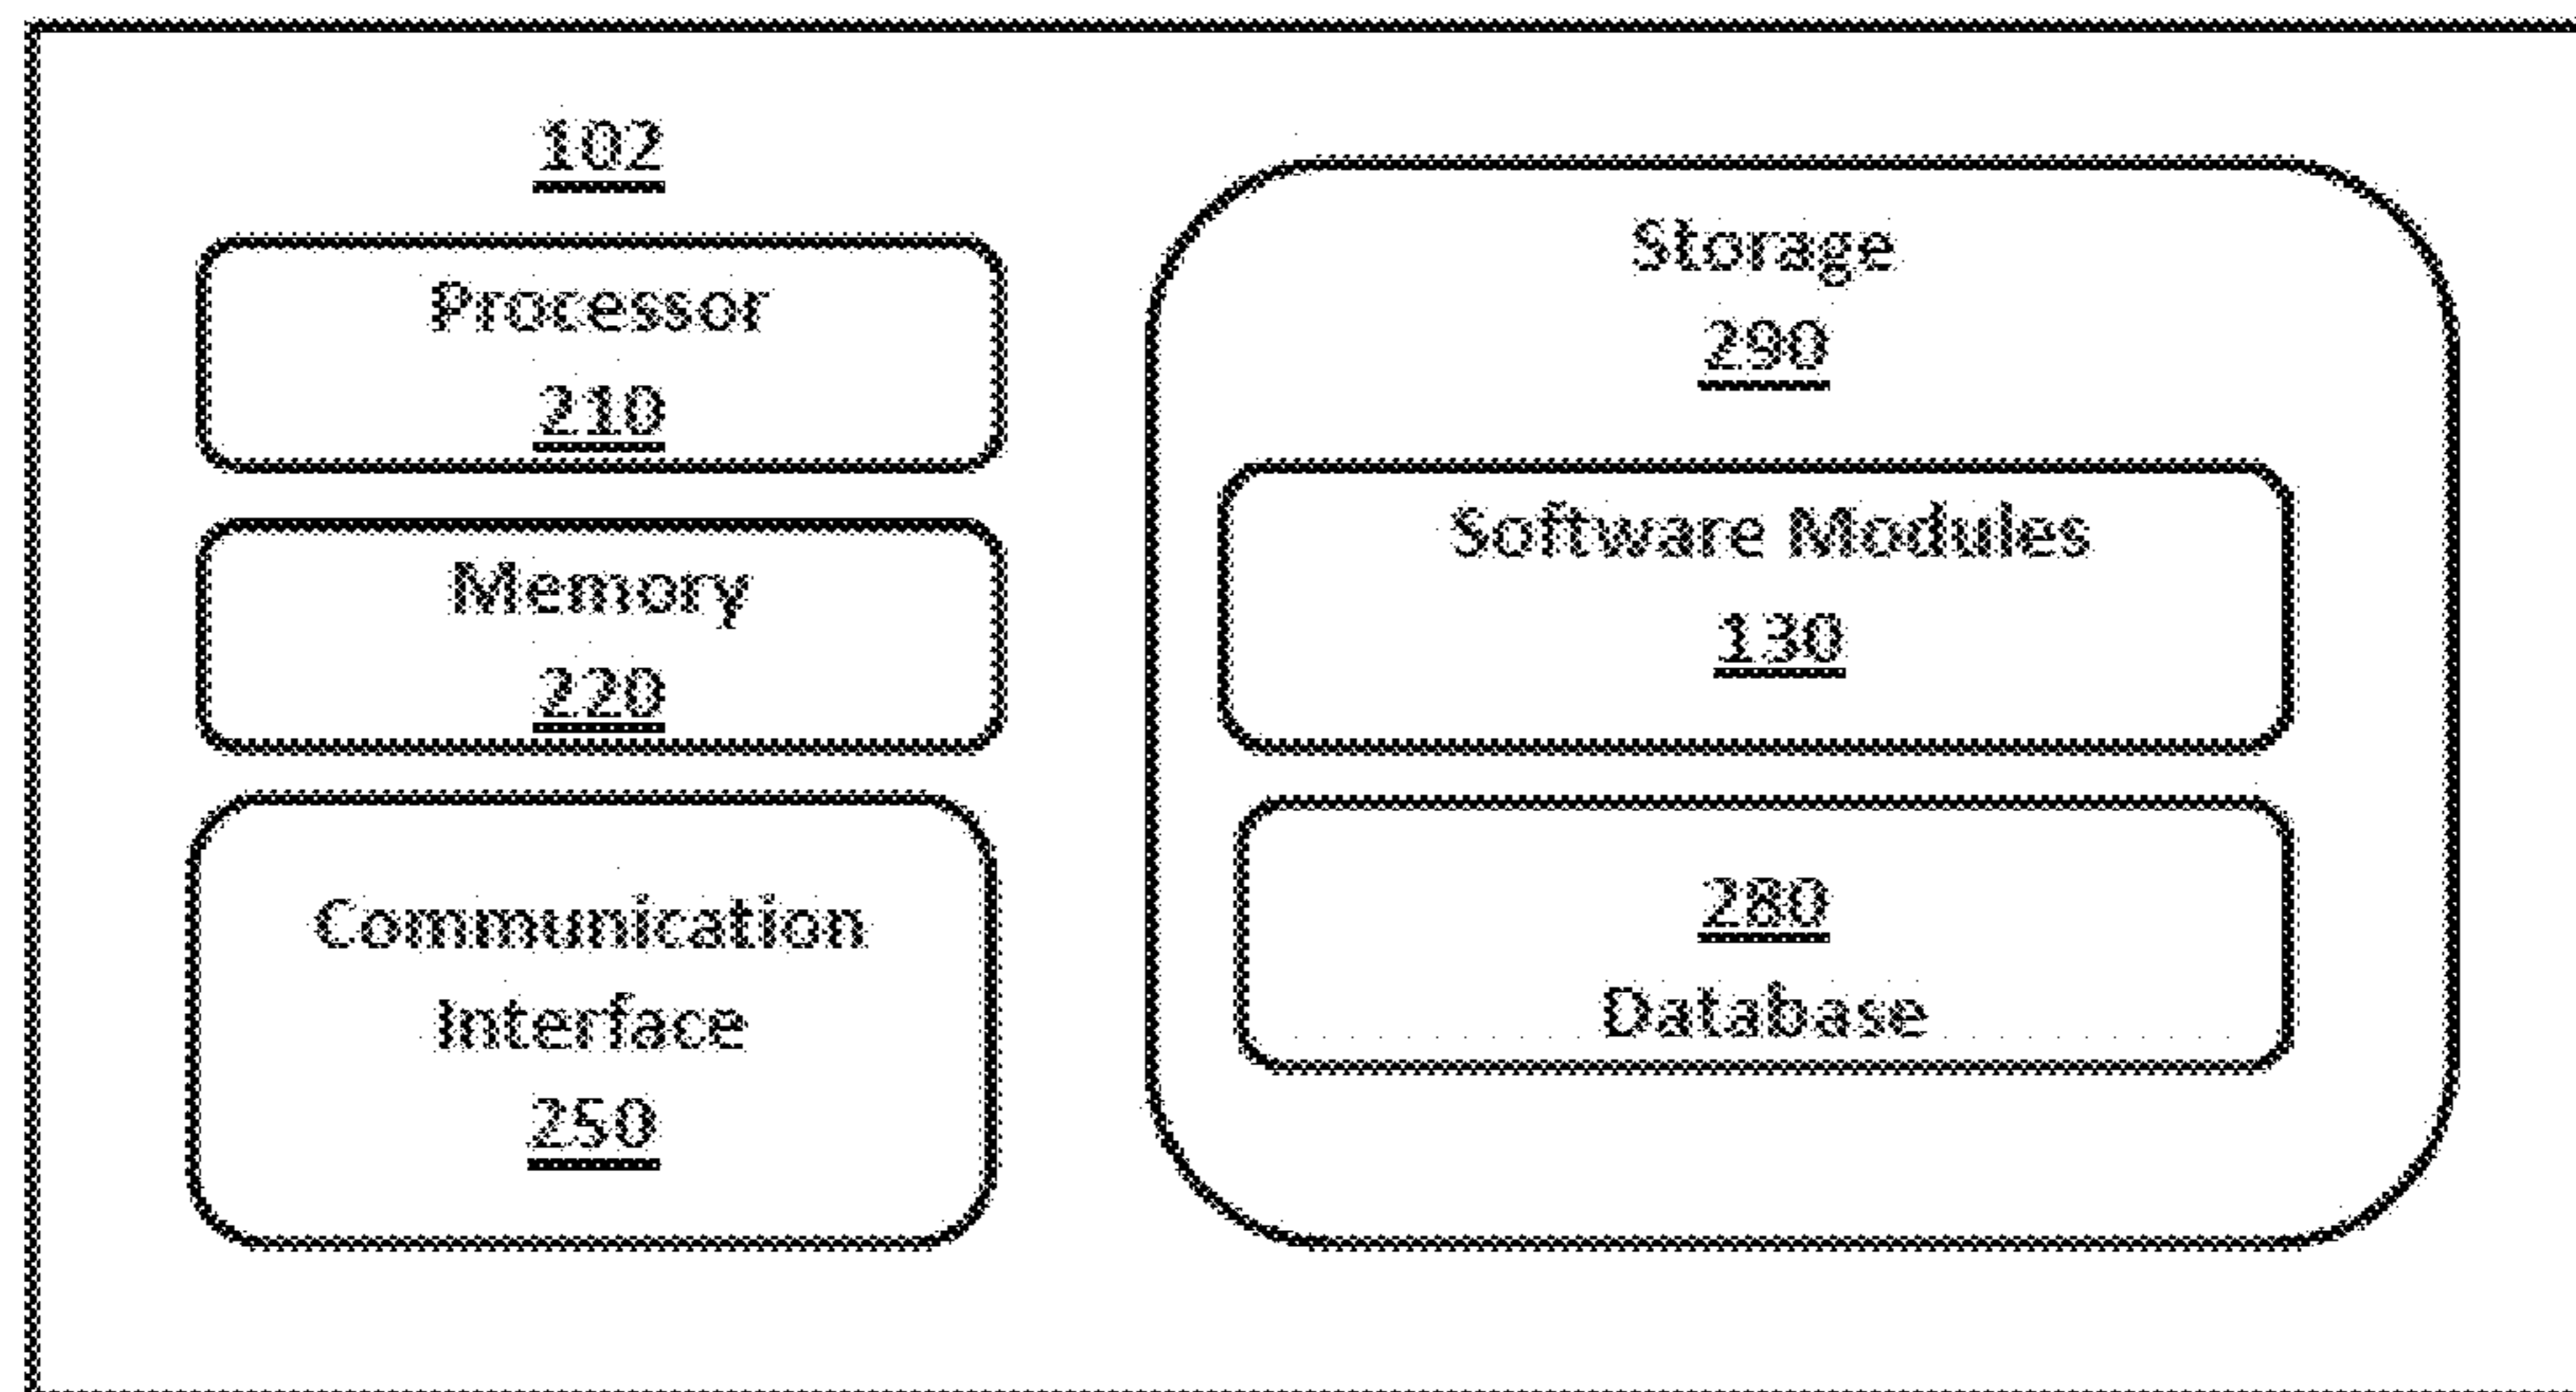 102
Processor
210
Memory
220
Communication
Interface
250
Storage
290
Software Modules
130
280
Database